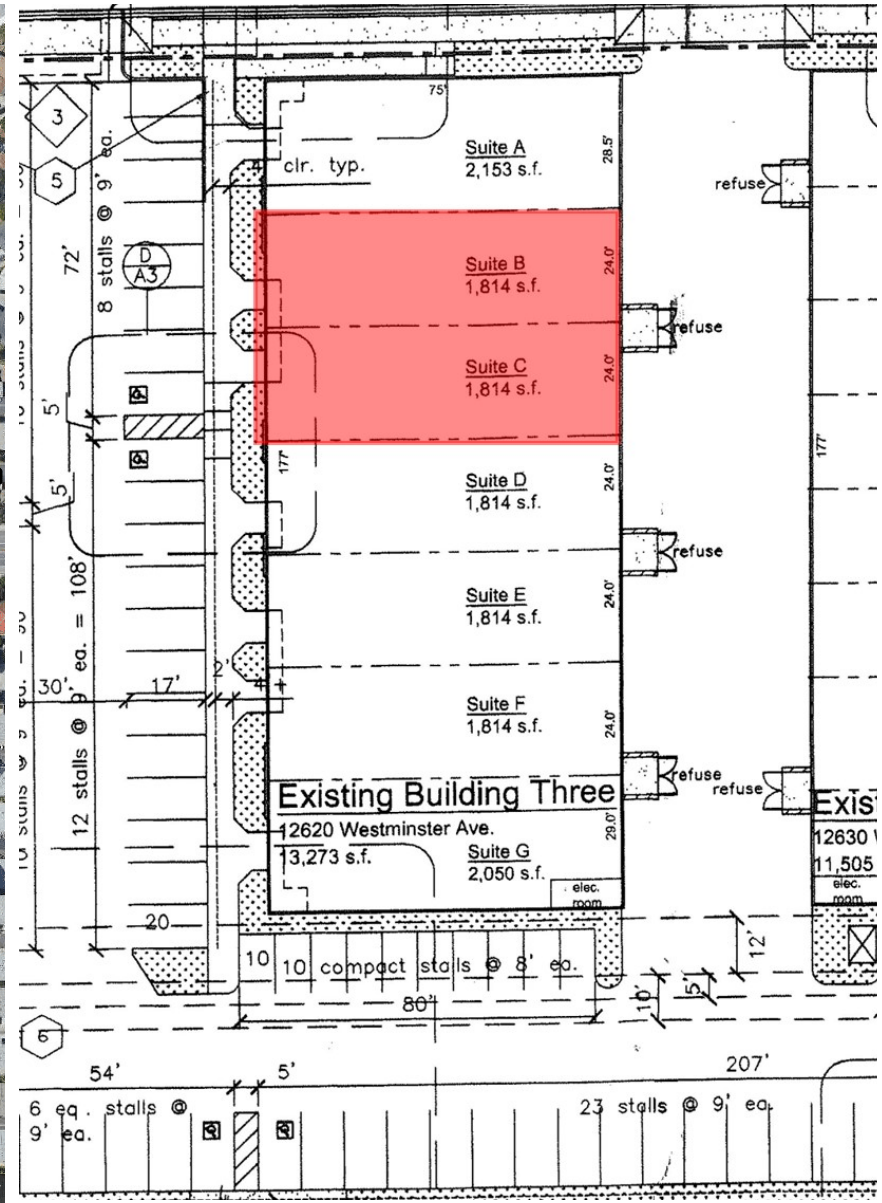 3
5
72'
8 stalls @ 9' ea.
D
A3
clr. typ.
4
75'
Suite A
2,153 s.f.
28.5'
refuse
Suite B
1,814 s.f.
24.0'
refuse
Suite C
1,814 s.f.
24.0'
5'
5'
177'
177'
Suite D
1,814 s.f.
24.0'
refuse
Suite E
1,814 s.f.
24.0'
12 stalls @ 9' ea. = 108'
30'
17'
2'
4
Suite F
1,814 s.f.
24.0'
refuse
refuse
Existing Building Three
12620 Westminster Ave.
13,273 s.f.
Suite G
2,050 s.f.
29.0'
elec.
room
12630
11,505
elec.
room
20
10
10 compact stalls @ 8' ea.
80'
12'
10'
5'
6
54'
5'
207'
6 eq. stalls @
9' ea.
23 stalls @ 9' ea.